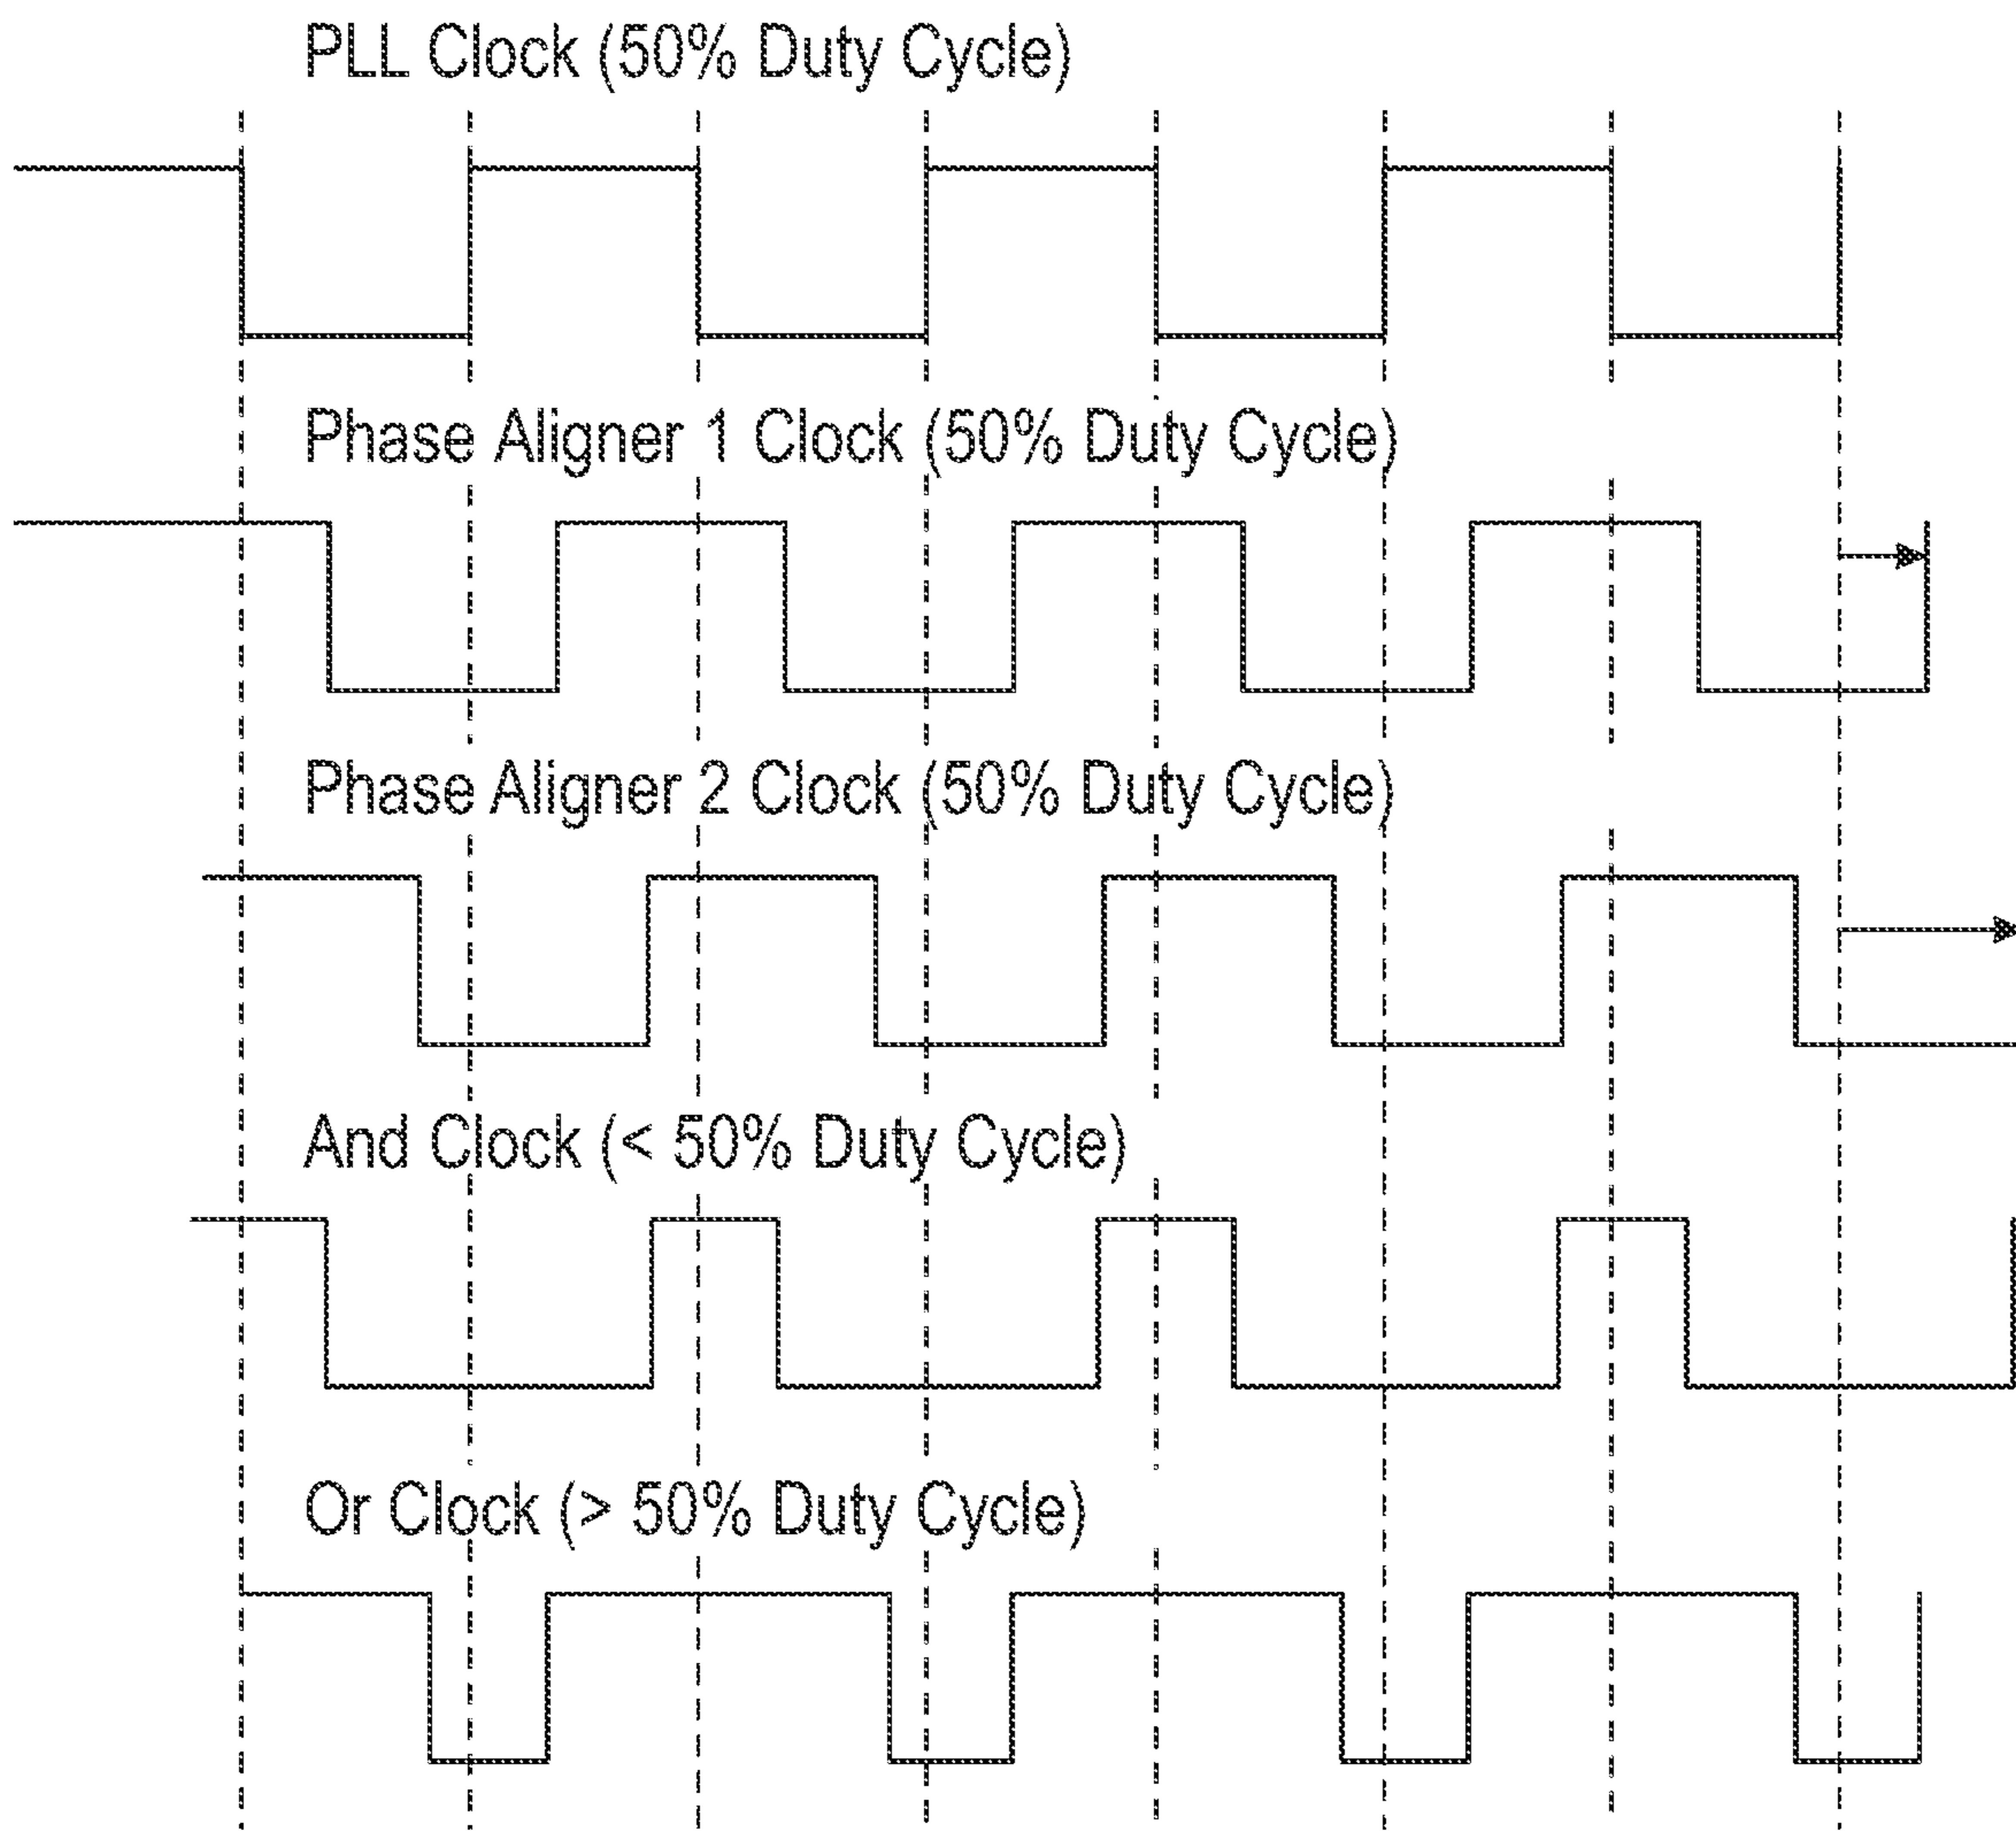 PLL Clock (50% Duty Cycle)
Phase Aligner 1 Clock (50% Duty Cycle)
Phase Aligner 2 Clock (50% Duty Cycle)
And Clock (< 50% Duty Cycle)
Or Clock (> 50% Duty Cycle)